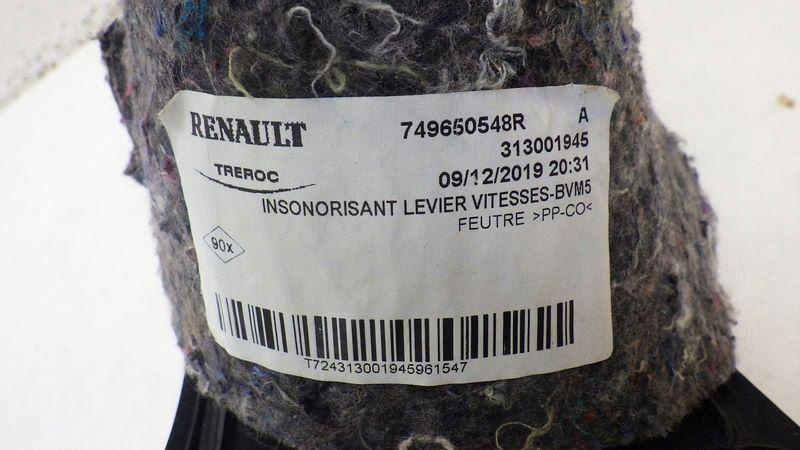 RENAULT 749650548R A
313001945
TREROC 09/12/2019 20:31
INSONORISANT LEVIER VITESSES-BVM5
FEUTRE >PP-CO<
90x
T724313001945961547